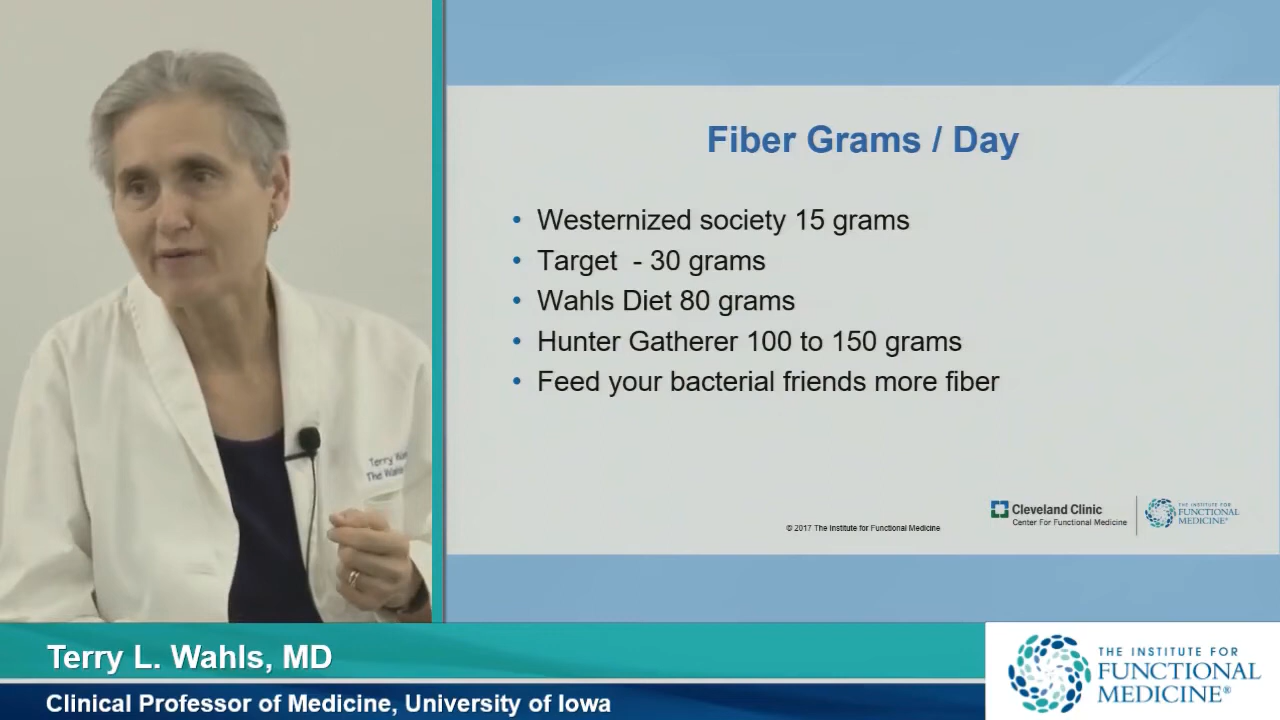 Fiber Grams / Day
• Westernized society 15 grams
• Target - 30 grams
• Wahls Diet 80 grams
• Hunter Gatherer 100 to 150 grams
• Feed your bacterial friends more fiber
Terry
The
© 2017 The Institute for Functional Medicine
Cleveland Clinic
Center For Functional Medicine
THE INSTITUTE FOR
FUNCTIONAL
MEDICINE®
Terry L. Wahls, MD
Clinical Professor of Medicine, University of Iowa
THE INSTITUTE FOR
FUNCTIONAL
MEDICINE®